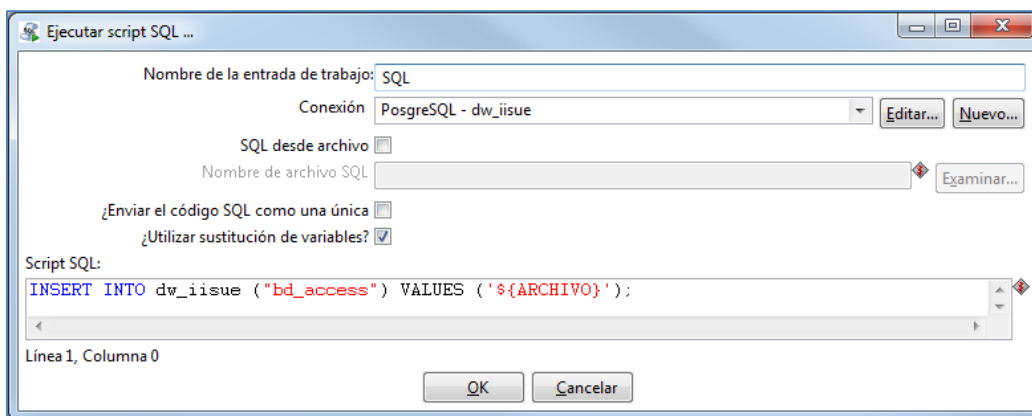 Ejecutar script SQL ...
Nombre de la entrada de trabajo: SQL
Conexión PosgreSQL - dw_iisue Editar... Nuevo...
SQL desde archivo
Nombre de archivo SQL Examinar...
¿Enviar el código SQL como una única
¿Utilizar sustitución de variables?
Script SQL:
INSERT INTO dw_iisue ("bd_access") VALUES ('${ARCHIVO}');
Línea 1, Columna 0
OK Cancelar